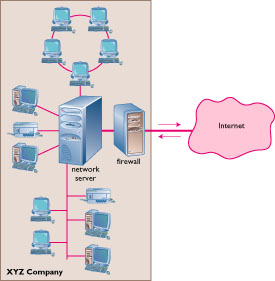 Internet
firewall
network
server
XYZ Company